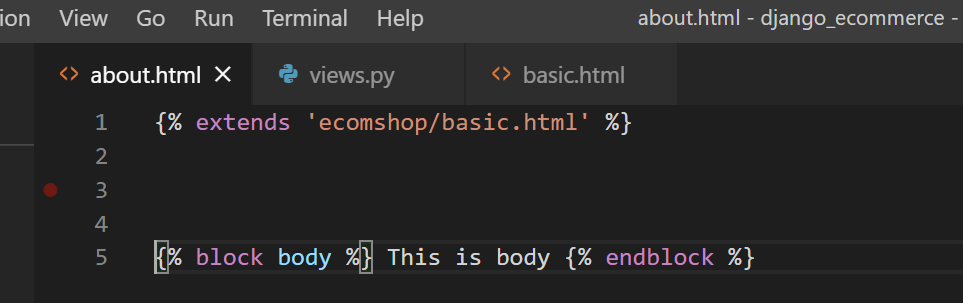 ion View Go Run Terminal Help about.html - django_ecommerce -
about.html views.py basic.html
1 {% extends 'ecomshop/basic.html' %}
2
3
4
5 {% block body %} This is body {% endblock %}